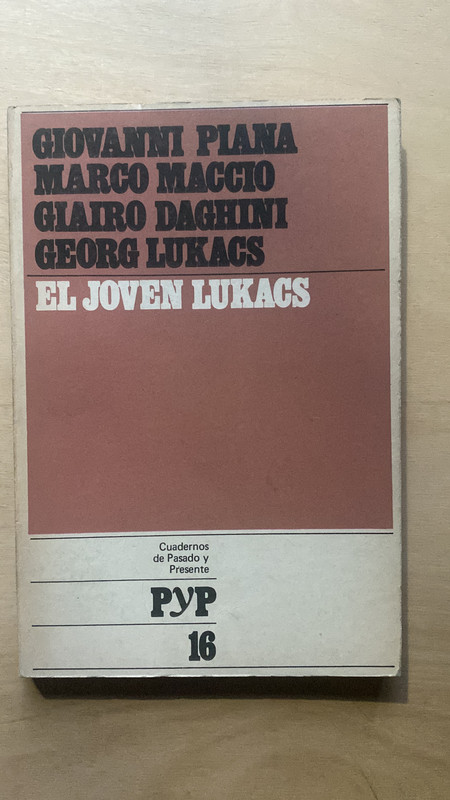 GIOVANNI PIANA
MARCO MACCIO
GIAIRO DAGHINI
GEORG LUKACS
EL JOVEN LUKACS
Cuadernos
de Pasado y
Presente
PyP
16